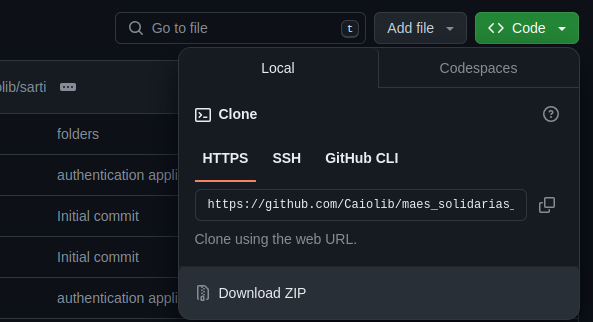 Go to file t Add file Code
Local Codespaces
lib/sarti
Clone
folders
HTTPS SSH GitHub CLI
authentication appli
https://github.com/Caiolib/maes_solidarias_
Initial commit
Clone using the web URL.
Initial commit
authentication appli
Download ZIP